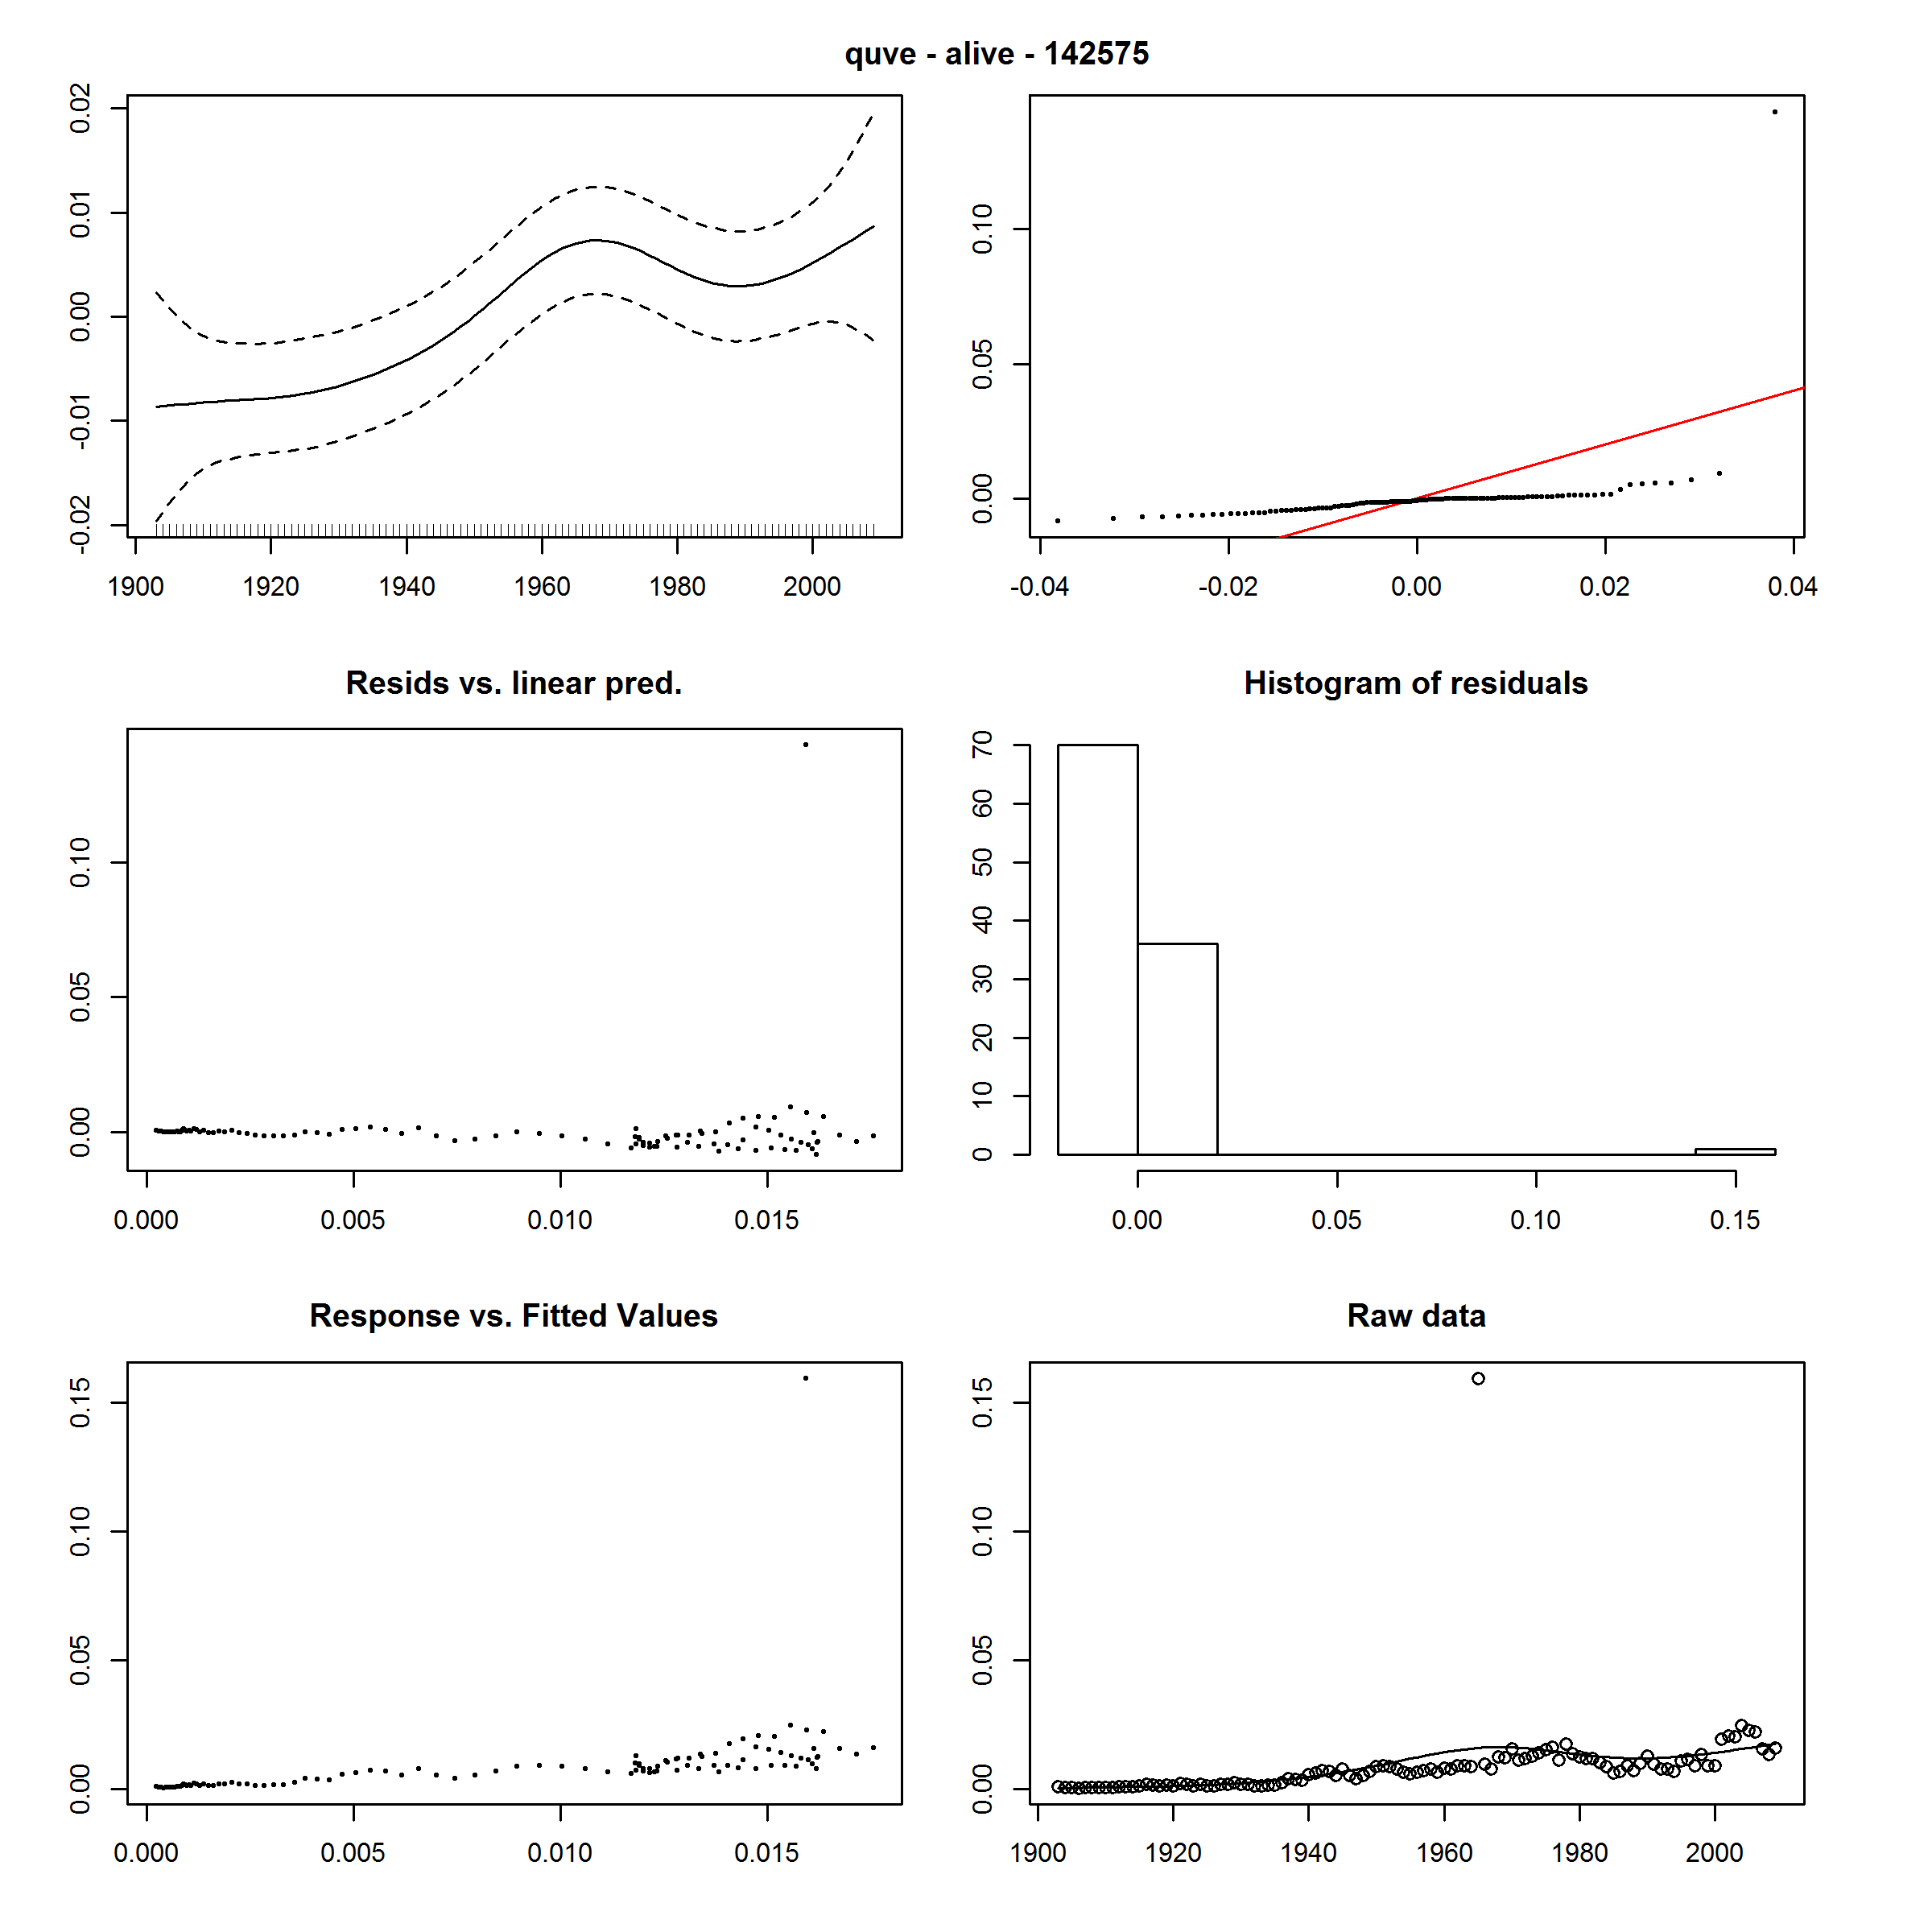 quve - alive - 142575
0.02
0.01
0.00
-0.01
-0.02
1900 1920 1940 1960 1980 2000
0.10
0.05
0.00
-0.04 -0.02 0.00 0.02 0.04
Resids vs. linear pred.
0.10
0.05
0.00
0.000 0.005 0.010 0.015
Histogram of residuals
70
60
50
40
30
20
10
0
0.00 0.05 0.10 0.15
Response vs. Fitted Values
0.15
0.10
0.05
0.00
0.000 0.005 0.010 0.015
Raw data
0.15
0.10
0.05
0.00
1900 1920 1940 1960 1980 2000